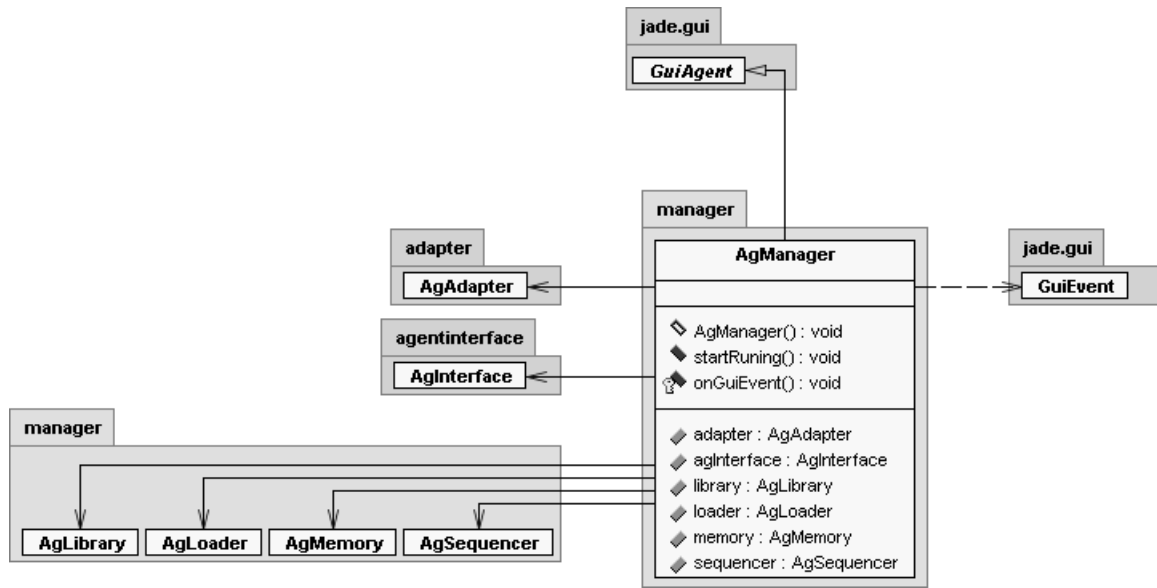 jade.gui
GuiAgent
manager
AgManager
AgManager() : void
startRuning() : void
onGuiEvent() : void
adapter : AgAdapter
agInterface : AgInterface
library : AgLibrary
loader : AgLoader
memory : AgMemory
sequencer : AgSequencer
adapter
AgAdapter
jade.gui
GuiEvent
agentinterface
AgInterface
manager
AgLibrary AgLoader AgMemory AgSequencer